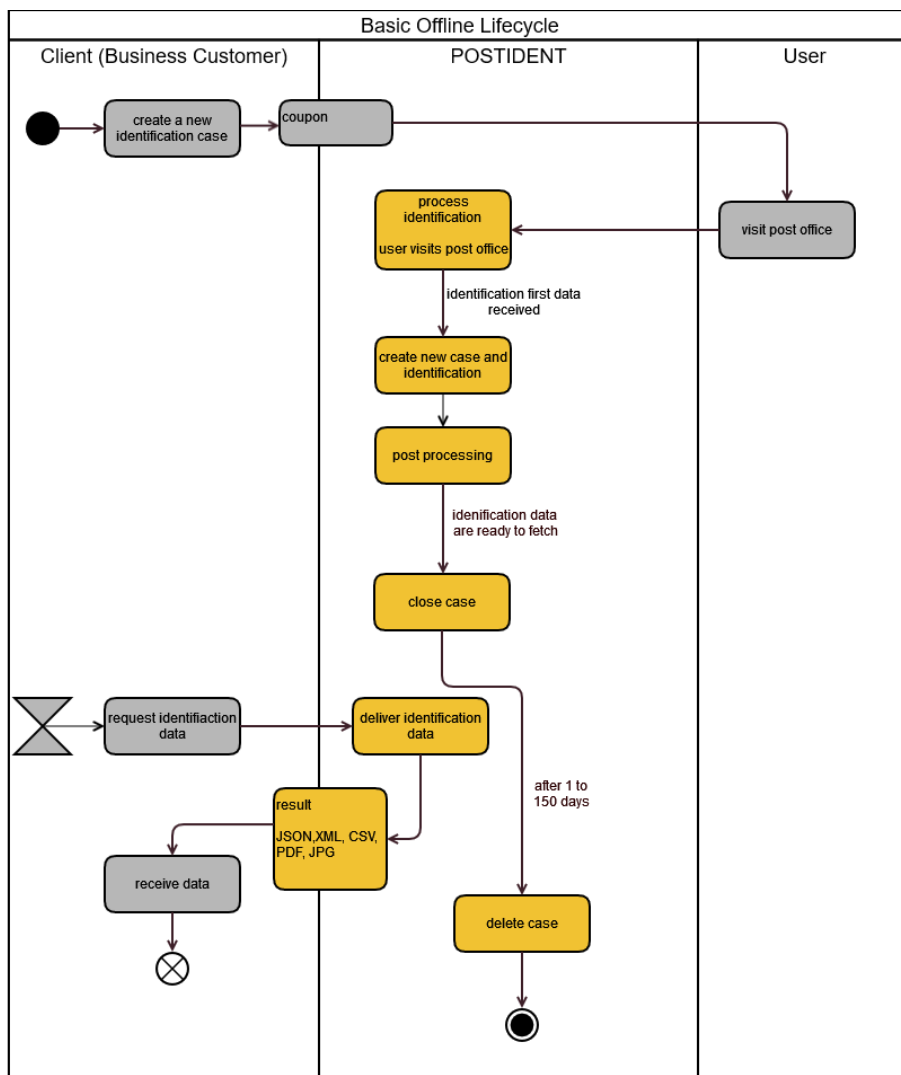 Basic Offline Lifecycle
Client (Business Customer)
POSTIDENT
User
create a new
identification case
coupon
process
identification
user visits post office
visit post office
identification first data
received
create new case and
identification
post processing
idenification data
are ready to fetch
close case
request identifiaction
data
deliver identification
data
after 1 to
150 days
result
JSON,XML, CSV,
PDF, JPG
receive data
delete case